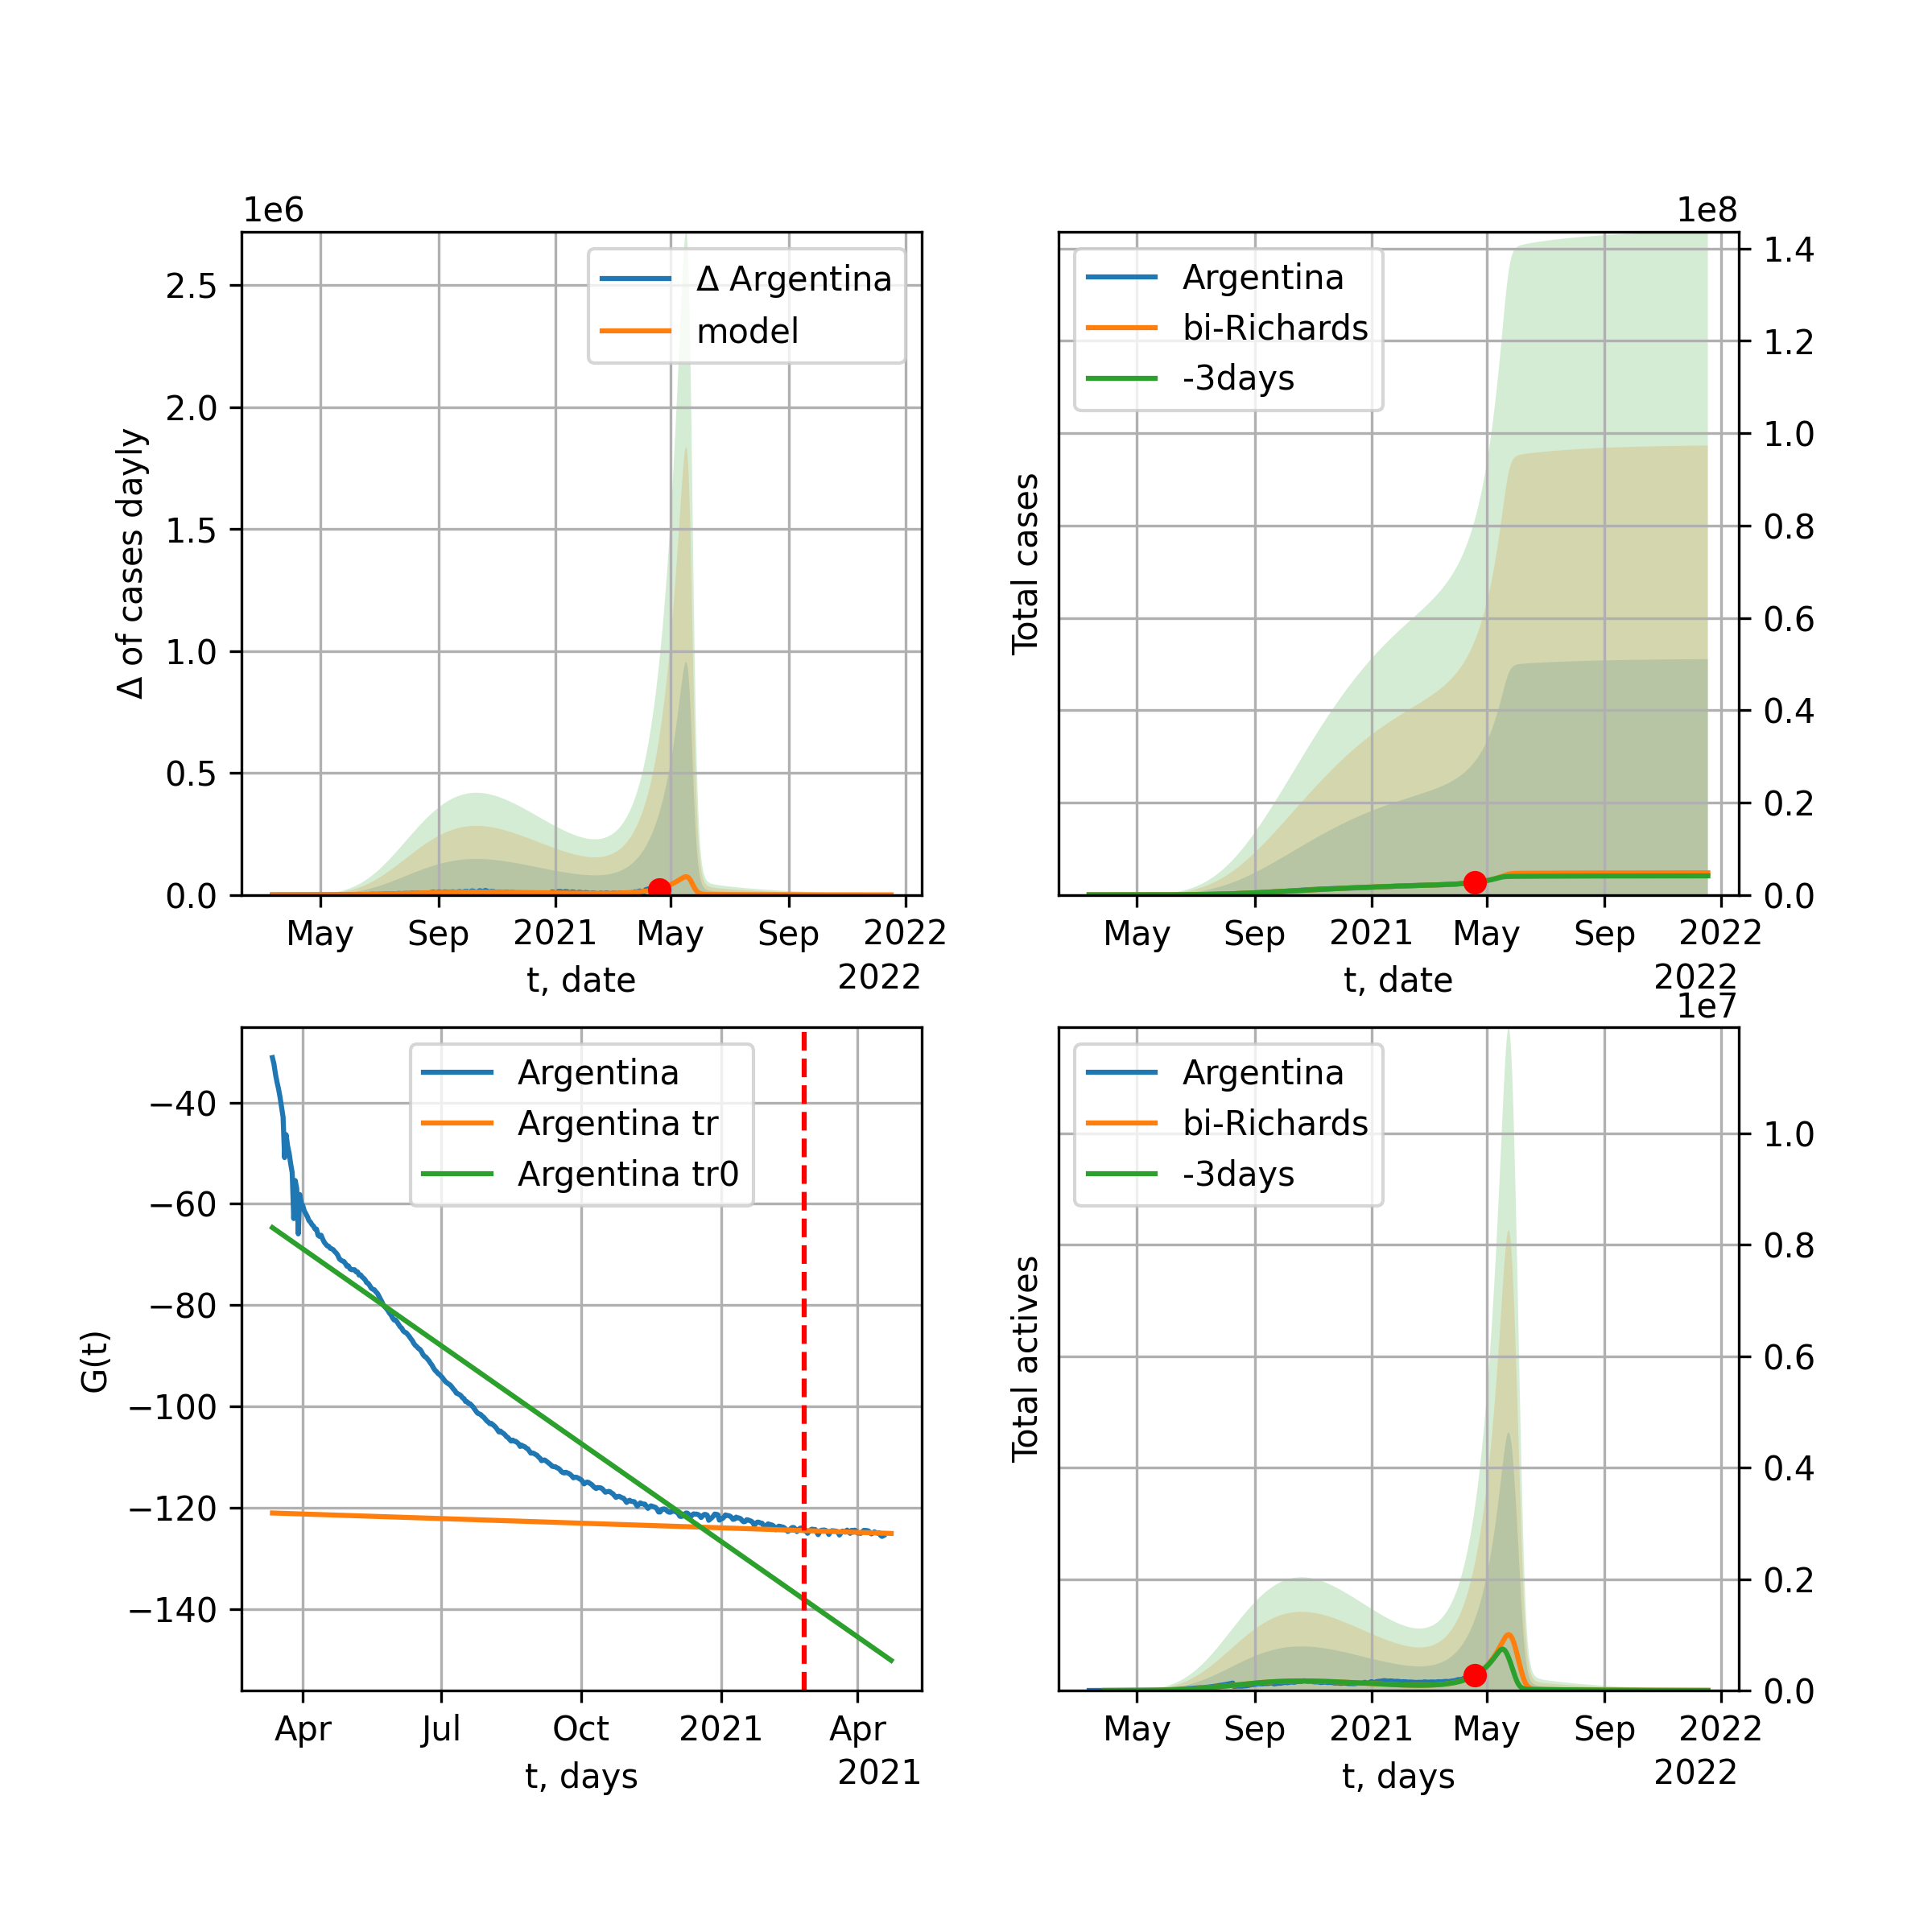 1e6
2.5
2.0
1.5
1.0
0.5
0.0
Δ of cases dayly
Δ Argentina
model
May Sep 2021 May Sep 2022
t, date
2022
1e8
1.4
1.2
1.0
0.8
0.6
0.4
0.2
0.0
Total cases
Argentina
bi-Richards
-3days
May Sep 2021 May Sep 2022
t, date
2022
−40
−60
−80
−100
−120
−140
G(t)
Argentina
Argentina tr
Argentina tr0
Apr Jul Oct 2021 Apr
t, days
2021
1e7
1.0
0.8
0.6
0.4
0.2
0.0
Total actives
Argentina
bi-Richards
-3days
May Sep 2021 May Sep 2022
t, days
2022